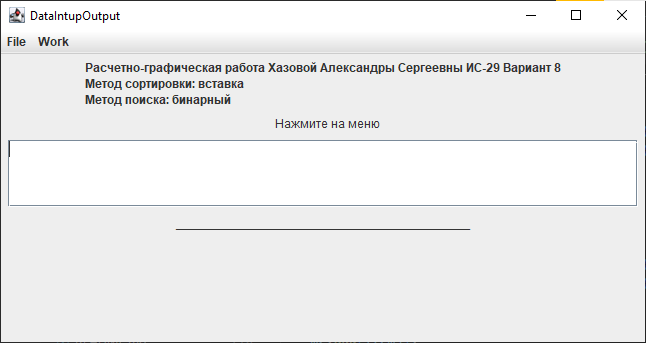 DataIntupOutput
File Work
Расчетно-графическая работа Хазовой Александры Сергеевны ИС-29 Вариант 8
Метод сортировки: вставка
Метод поиска: бинарный
Нажмите на меню